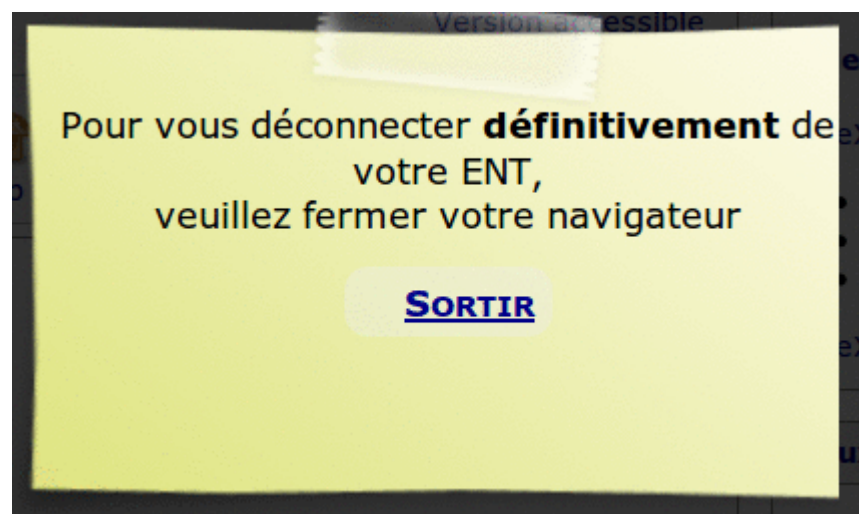 Version accessible
Pour vous déconnecter définitivement de
votre ENT,
veuillez fermer votre navigateur
SORTIR